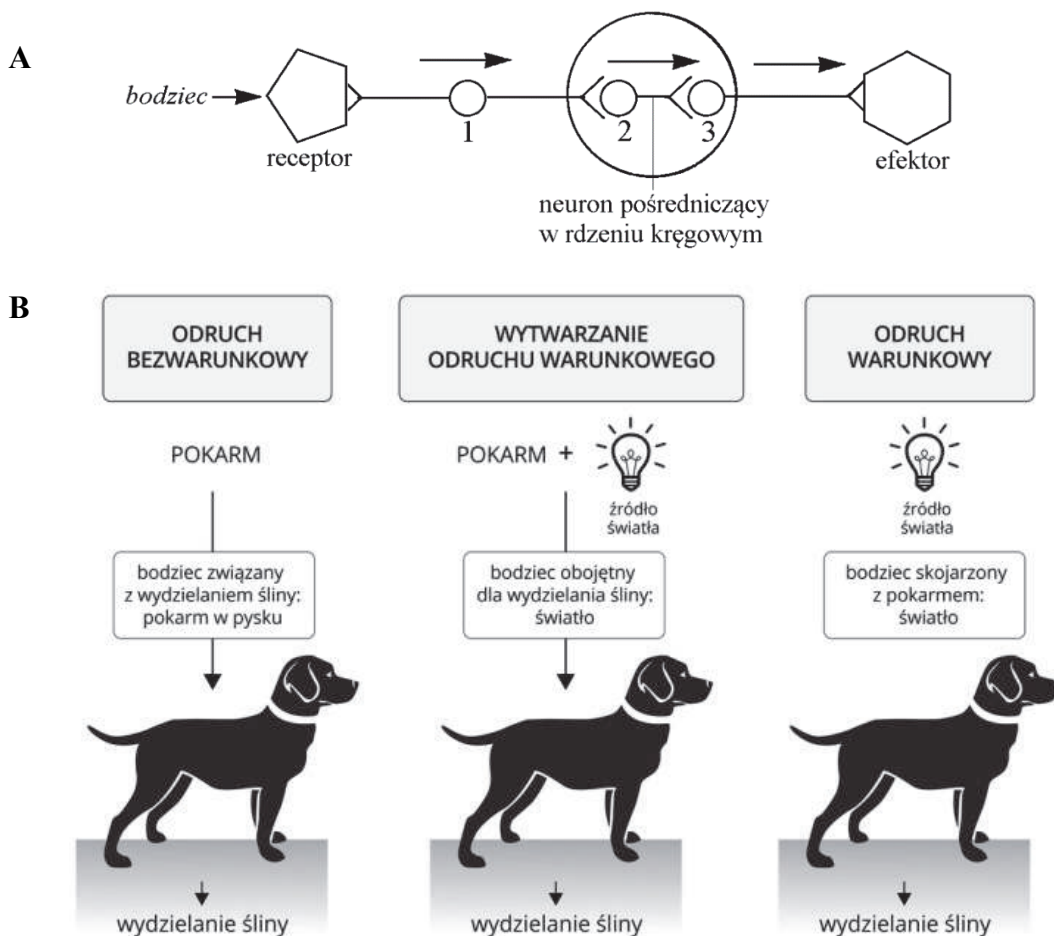 A
bodziec
receptor
1
2
3
efektor
neuron pośredniczący
w rdzeniu kręgowym
B
ODRUCH
BEZWARUNKOWY
POKARM
bodziec związany
z wydzielaniem śliny:
pokarm w pysku
wydzielanie śliny
WYTWARZANIE
ODRUCHU WARUNKOWEGO
POKARM +
źródło
światła
bodziec obojętny
dla wydzielania śliny:
światło
wydzielanie śliny
ODRUCH
WARUNKOWY
źródło
światła
bodziec skojarzony
z pokarmem:
światło
wydzielanie śliny